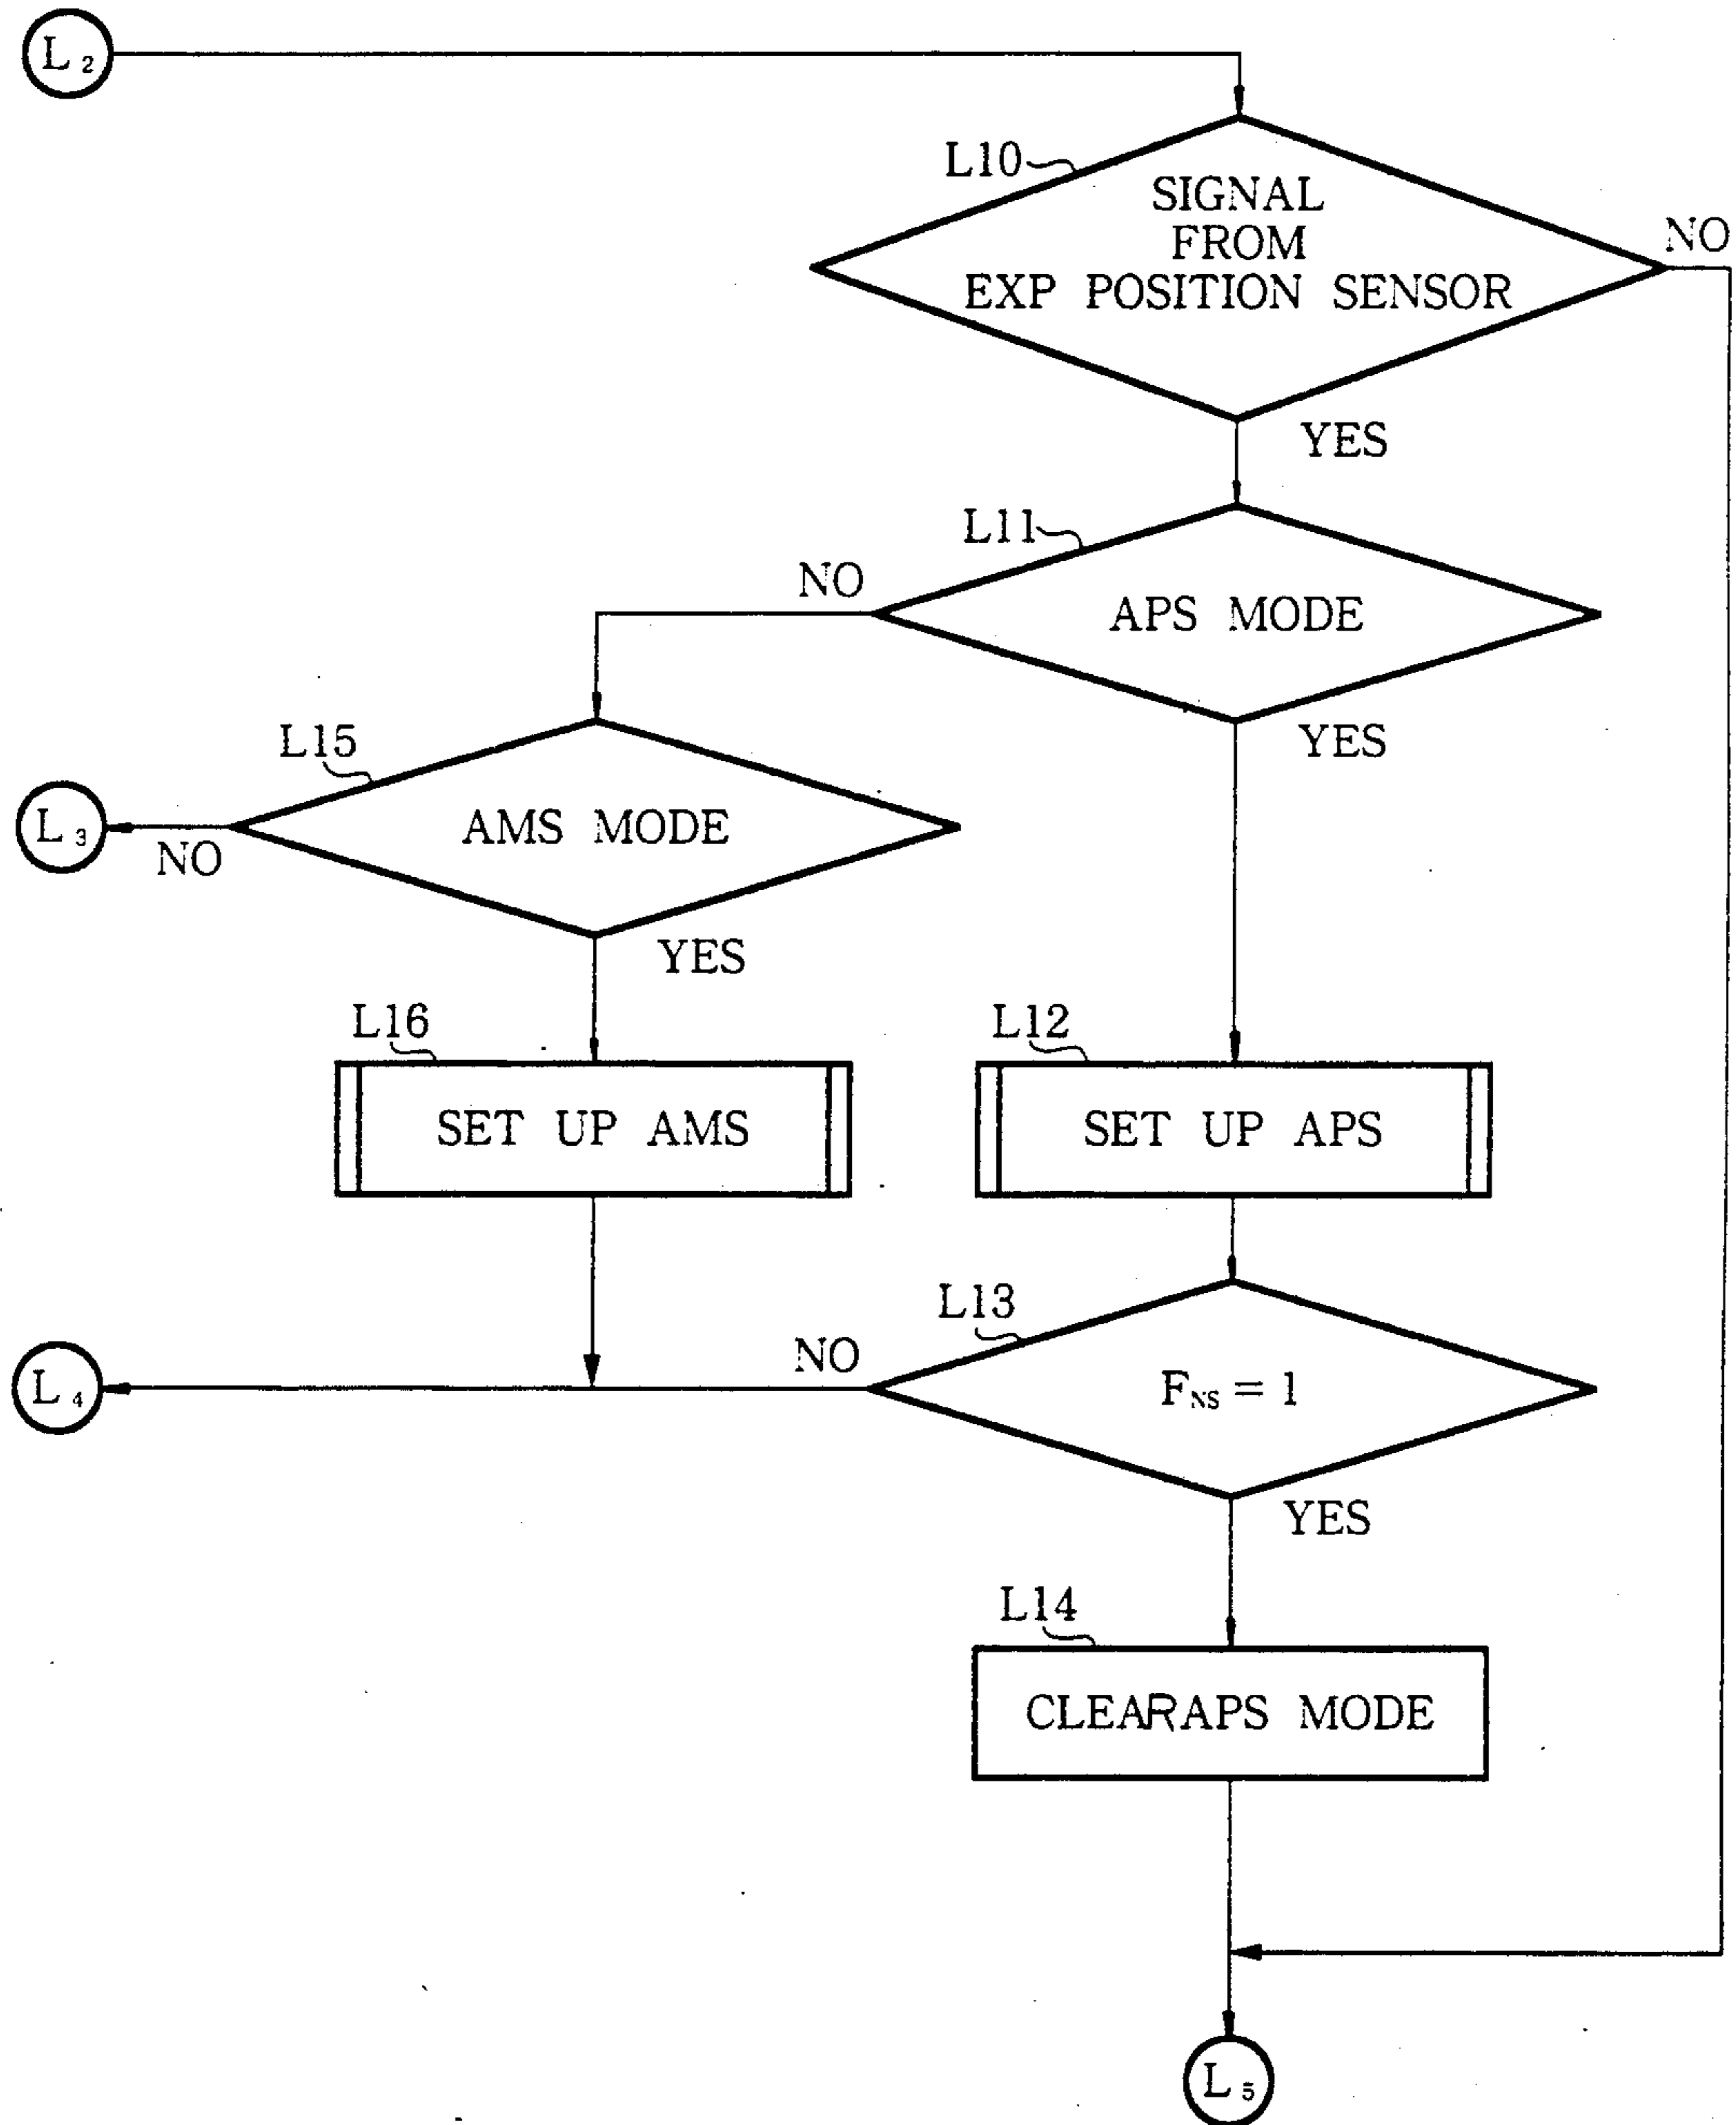 L₂
L10
SIGNAL
FROM
EXP POSITION SENSOR
NO
YES
L11
NO
APS MODE
YES
L15
AMS MODE
L₃
NO
YES
L16
SET UP AMS
L12
SET UP APS
L13
NO
L₄
F_NS = 1
YES
L14
CLEARAPS MODE
L₅